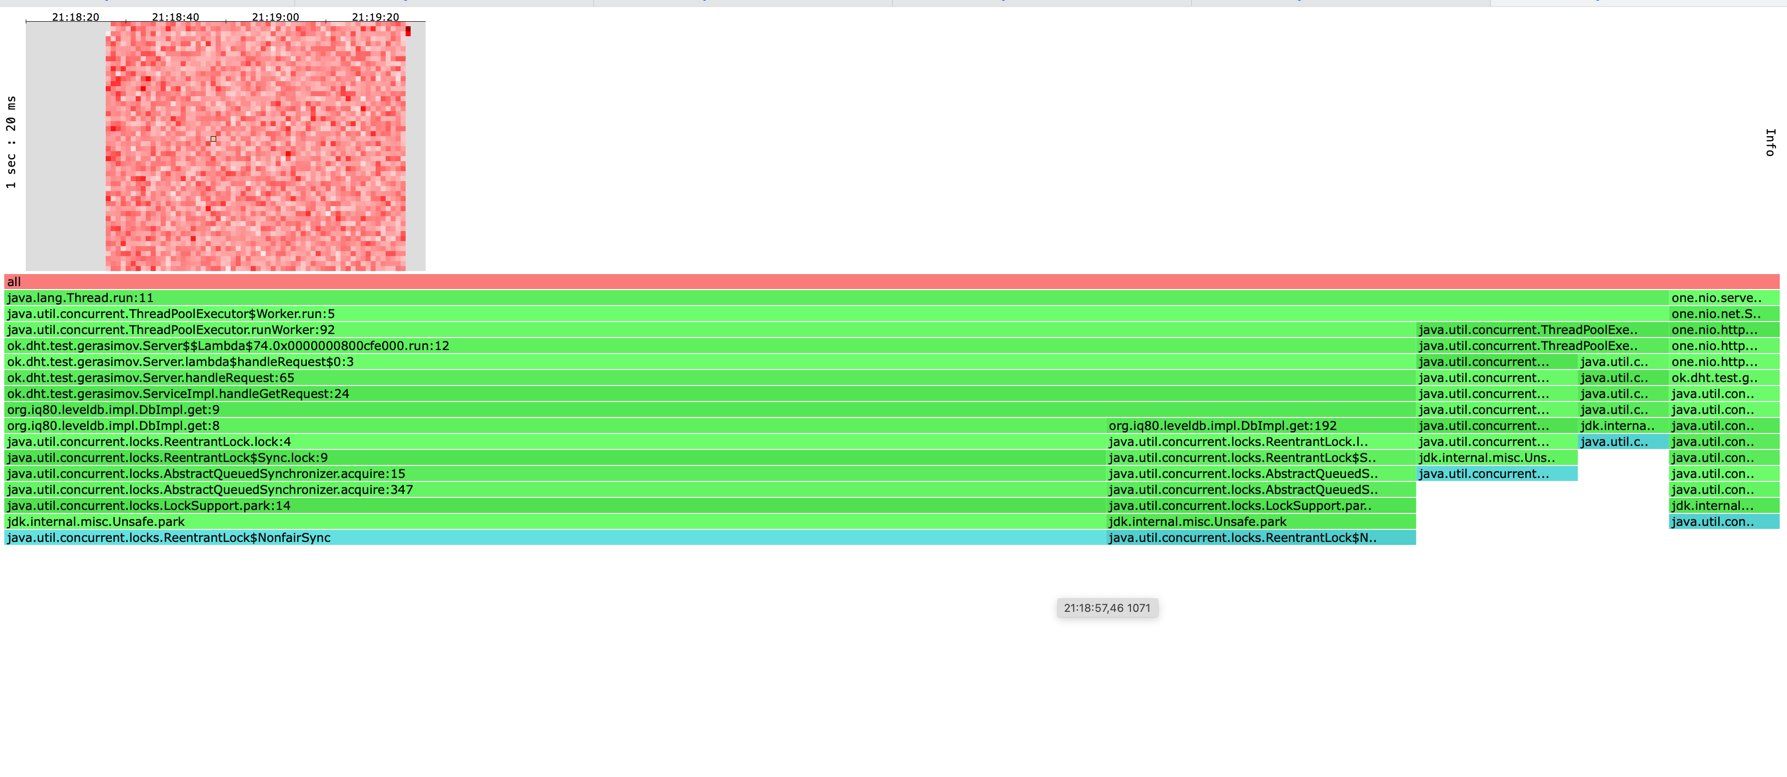 21:18:20 21:18:40 21:19:00 21:19:20
1 sec : 20 ms
Info
all
java.lang.Thread.run:11 one.nio.serve..
java.util.concurrent.ThreadPoolExecutor$Worker.run:5 one.nio.net.S..
java.util.concurrent.ThreadPoolExecutor.runWorker:92 java.util.concurrent.ThreadPoolExe.. one.nio.http...
ok.dht.test.gerasimov.Server$$Lambda$74.0x0000000800cfe000.run:12 java.util.concurrent.ThreadPoolExe.. one.nio.http...
ok.dht.test.gerasimov.Server.lambda$handleRequest$0:3 java.util.concurrent... java.util.c.. one.nio.http...
ok.dht.test.gerasimov.Server.handleRequest:65 java.util.concurrent... java.util.c.. ok.dht.test.g..
ok.dht.test.gerasimov.ServiceImpl.handleGetRequest:24 java.util.concurrent... java.util.c.. java.util.con..
org.iq80.leveldb.impl.DbImpl.get:9 java.util.concurrent... java.util.c.. java.util.con..
org.iq80.leveldb.impl.DbImpl.get:8 org.iq80.leveldb.impl.DbImpl.get:192 java.util.concurrent... jdk.interna.. java.util.con..
java.util.concurrent.locks.ReentrantLock.lock:4 java.util.concurrent.locks.ReentrantLock.l.. java.util.concurrent... java.util.c.. java.util.con..
java.util.concurrent.locks.ReentrantLock$Sync.lock:9 java.util.concurrent.locks.ReentrantLock$S.. jdk.internal.misc.Uns.. java.util.con..
java.util.concurrent.locks.AbstractQueuedSynchronizer.acquire:15 java.util.concurrent.locks.AbstractQueuedS.. java.util.concurrent... java.util.con..
java.util.concurrent.locks.AbstractQueuedSynchronizer.acquire:347 java.util.concurrent.locks.AbstractQueuedS.. java.util.con..
java.util.concurrent.locks.LockSupport.park:14 java.util.concurrent.locks.LockSupport.par.. jdk.internal...
jdk.internal.misc.Unsafe.park jdk.internal.misc.Unsafe.park java.util.con..
java.util.concurrent.locks.ReentrantLock$NonfairSync java.util.concurrent.locks.ReentrantLock$N..
21:18:57,46 1071